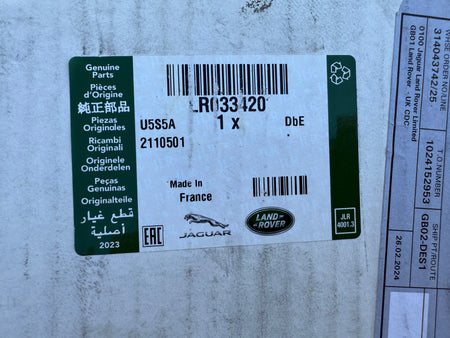 Genuine
Parts
Pièces
d'Origine
純正部品
Piezas
Originales
Ricambi
Originali
Originele
Onderdelen
Peças
Genuinas
Originalteile
قطع غيار
أصلية
2023
LR033420
U5S5A
1 x
DbE
2110501
Made In
France
EAC
JAGUAR
LAND-
ROVER
JLR
4001.3
WHSE ORDER NO/LINE
314043742/25
0100 Jaguar Land Rover Limited
GB01 Land Rover - UK CDC
T.O.NUMBER
1024152953
SHIP PT/ROUTE
GB02-DES1
26.02.2024